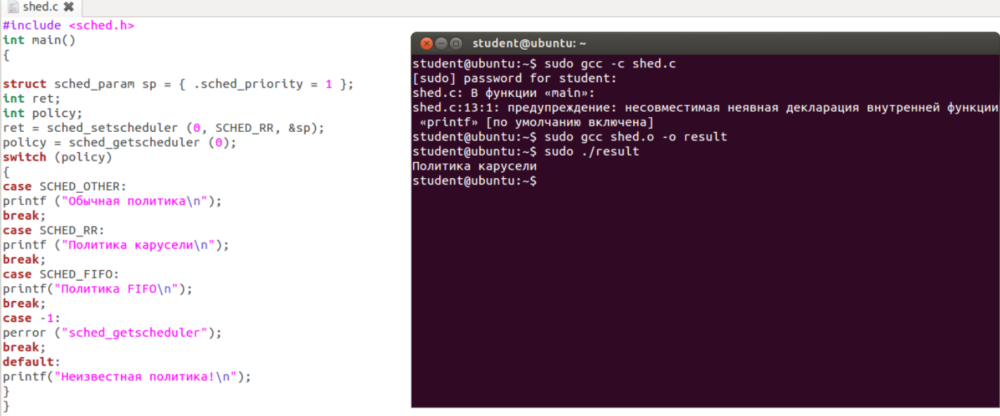 shed.c
#include <sched.h>
int main()
{
struct sched_param sp = { .sched_priority = 1 };
int ret;
int policy;
ret = sched_setscheduler (0, SCHED_RR, &sp);
policy = sched_getscheduler (0);
switch (policy)
{
case SCHED_OTHER:
printf ("Обычная политика\n");
break;
case SCHED_RR:
printf ("Политика карусели\n");
break;
case SCHED_FIFO:
printf("Политика FIFO\n");
break;
case -1:
perror ("sched_getscheduler");
break;
default:
printf("Неизвестная политика!\n");
}
}
student@ubuntu: ~
student@ubuntu:~$ sudo gcc -c shed.c
[sudo] password for student:
shed.c: В функции «main»:
shed.c:13:1: предупреждение: несовместимая неявная декларация внутренней функции
«printf» [по умолчанию включена]
student@ubuntu:~$ sudo gcc shed.o -o result
student@ubuntu:~$ sudo ./result
Политика карусели
student@ubuntu:~$